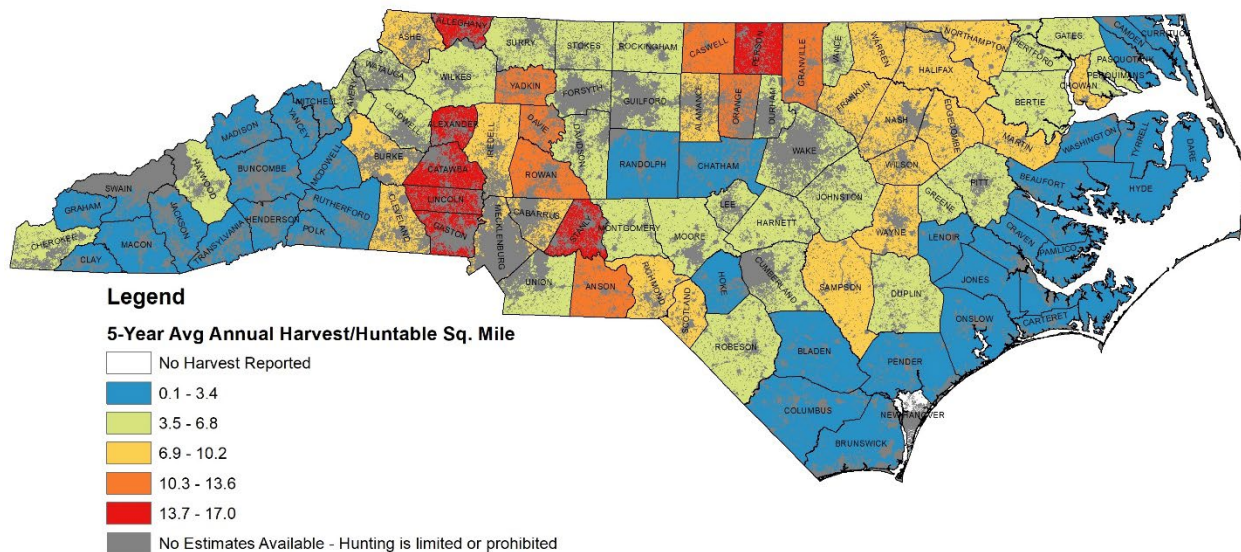 ALLEGHANY
ASHE
SURRY
STOKES
ROCKINGHAM
CASWELL
PERSON
GRANVILLE
VANCE
WARREN
NORTHAMPTON
HERTFORD
GATES
CAMDEN
CURRITUCK
PASQUOTANK
PERQUIMANS
CHOWAN
HALIFAX
BERTIE
WATAUGA
WILKES
YADKIN
FORSYTH
GUILFORD
ALAMANCE
ORANGE
DURHAM
FRANKLIN
NASH
EDGECOMBE
MARTIN
WASHINGTON
TYRRELL
DARE
MITCHELL
AVERY
CALDWELL
ALEXANDER
IREDELL
DAVIE
DAVIDSON
RANDOLPH
CHATHAM
WAKE
WILSON
PITT
BEAUFORT
HYDE
MADISON
YANCEY
BURKE
CATAWBA
ROWAN
JOHNSTON
GREENE
HAYWOOD
BUNCOMBE
MCDOWELL
LINCOLN
CABARRUS
STANLY
MONTGOMERY
MOORE
LEE
HARNETT
WAYNE
LENOIR
CRAVEN
PAMLICO
SWAIN
GRAHAM
JACKSON
HENDERSON
RUTHERFORD
CLEVELAND
GASTON
MECKLENBURG
CHEROKEE
CLAY
MACON
TRANSYLVANIA
POLK
UNION
ANSON
RICHMOND
SCOTLAND
HOKE
CUMBERLAND
SAMPSON
DUPLIN
JONES
ONSLOW
CARTERET
ROBESON
BLADEN
PENDER
COLUMBUS
NEW HANOVER
BRUNSWICK
Legend
5-Year Avg Annual Harvest/Huntable Sq. Mile
No Harvest Reported
0.1 - 3.4
3.5 - 6.8
6.9 - 10.2
10.3 - 13.6
13.7 - 17.0
No Estimates Available - Hunting is limited or prohibited